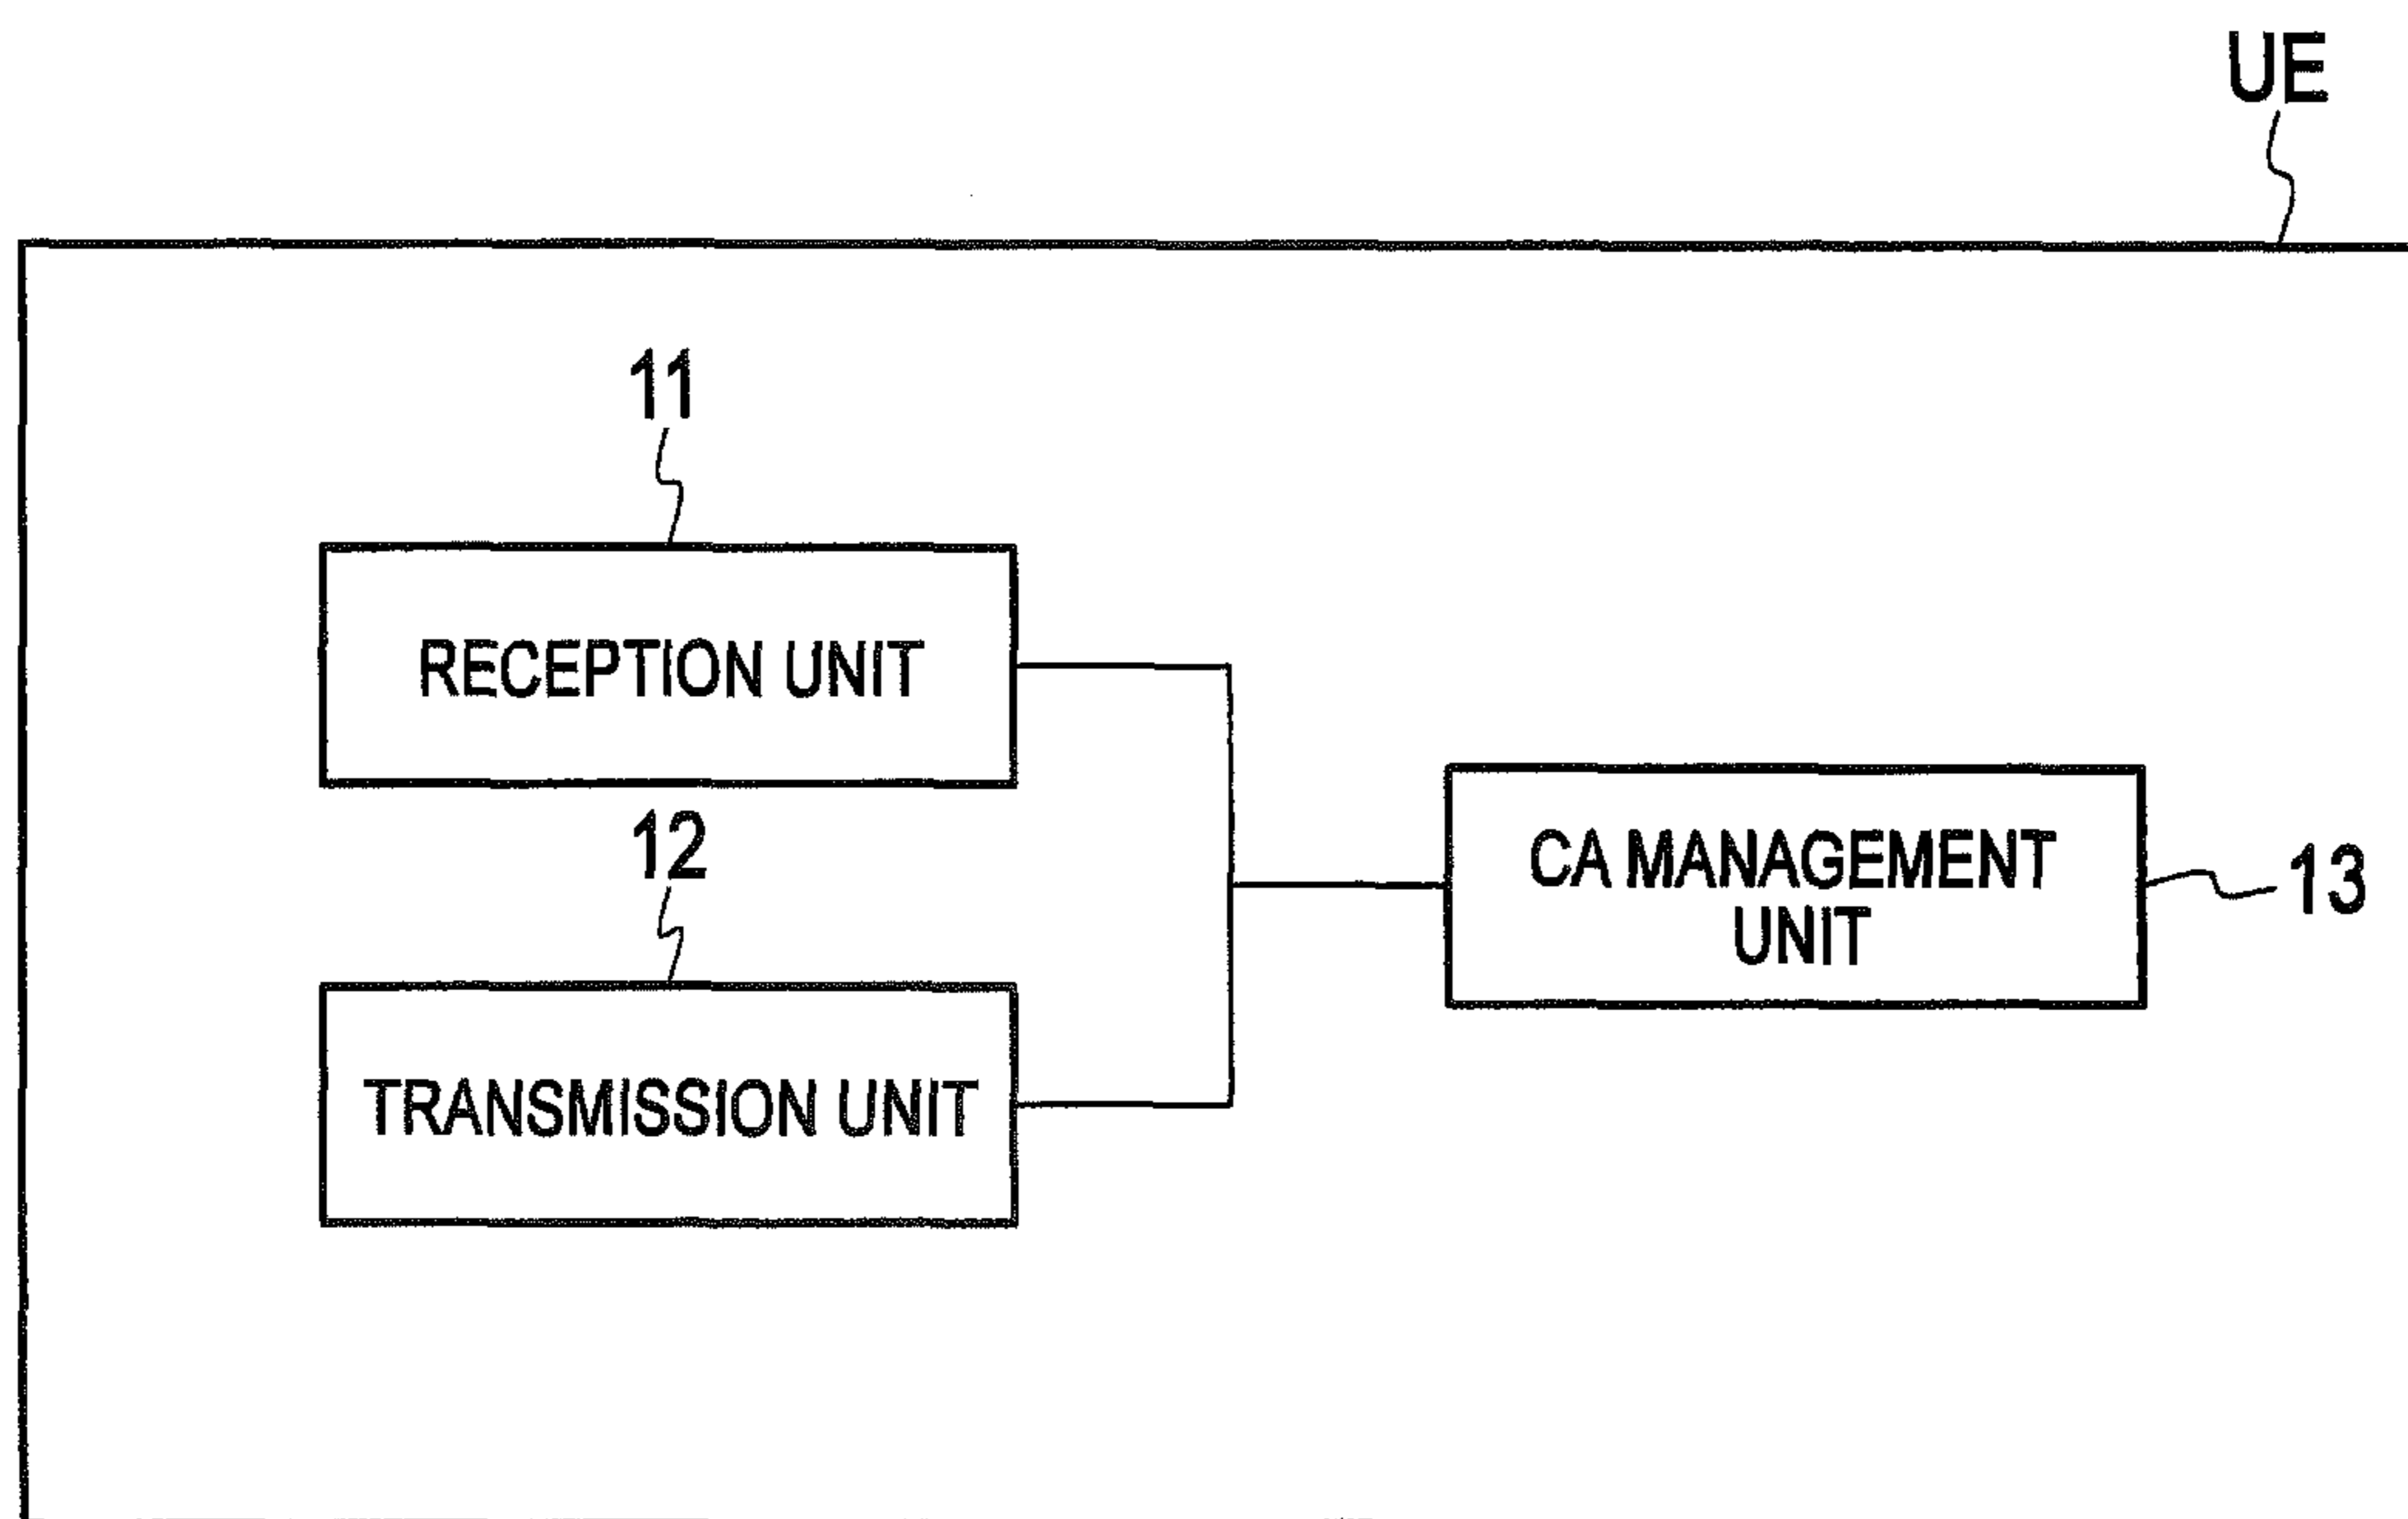 UE
11
RECEPTION UNIT
12
TRANSMISSION UNIT
CA MANAGEMENT
UNIT
13